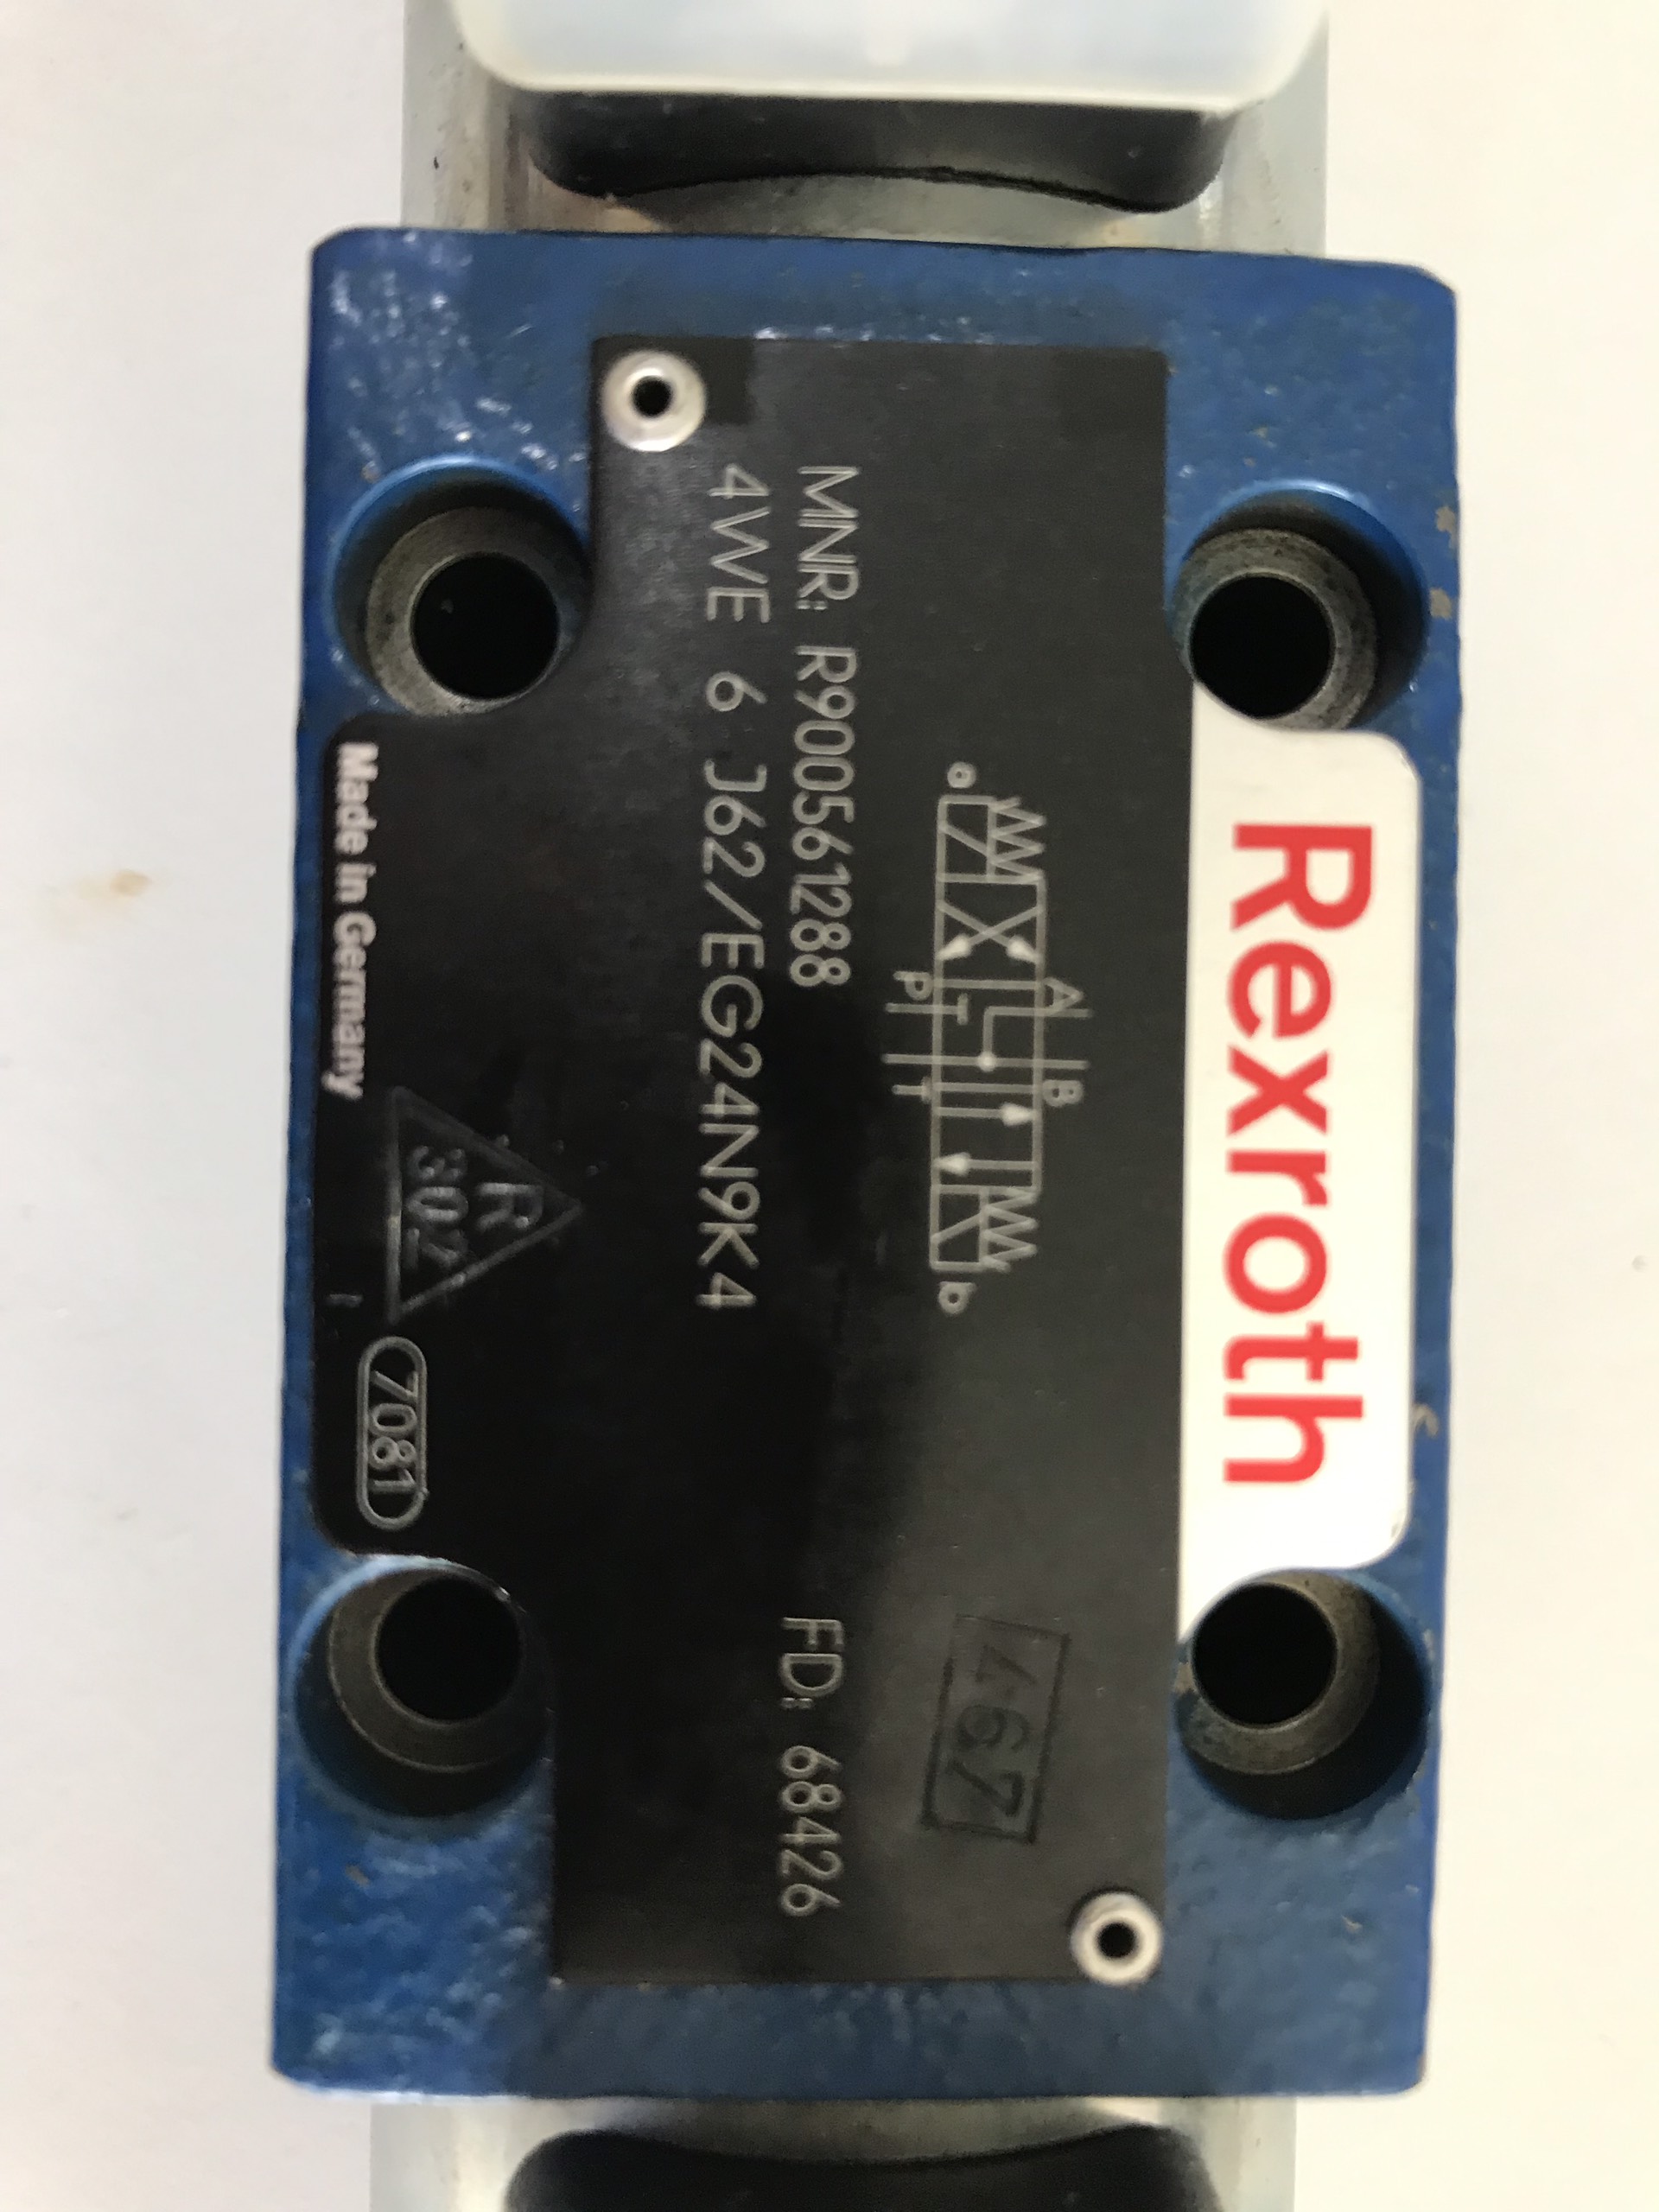 Rexroth
a
A
B
P
T
b
467
MNR: R900561288
FD: 68426
4WE 6 J62/EG24N9K4
R
302
Made in Germany
7081